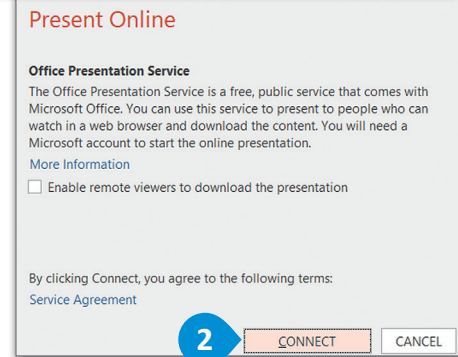 Present Online
Office Presentation Service
The Office Presentation Service is a free, public service that comes with
Microsoft Office. You can use this service to present to people who can
watch in a web browser and download the content. You will need a
Microsoft account to start the online presentation.
More Information
Enable remote viewers to download the presentation
By clicking Connect, you agree to the following terms:
Service Agreement
2 CONNECT CANCEL